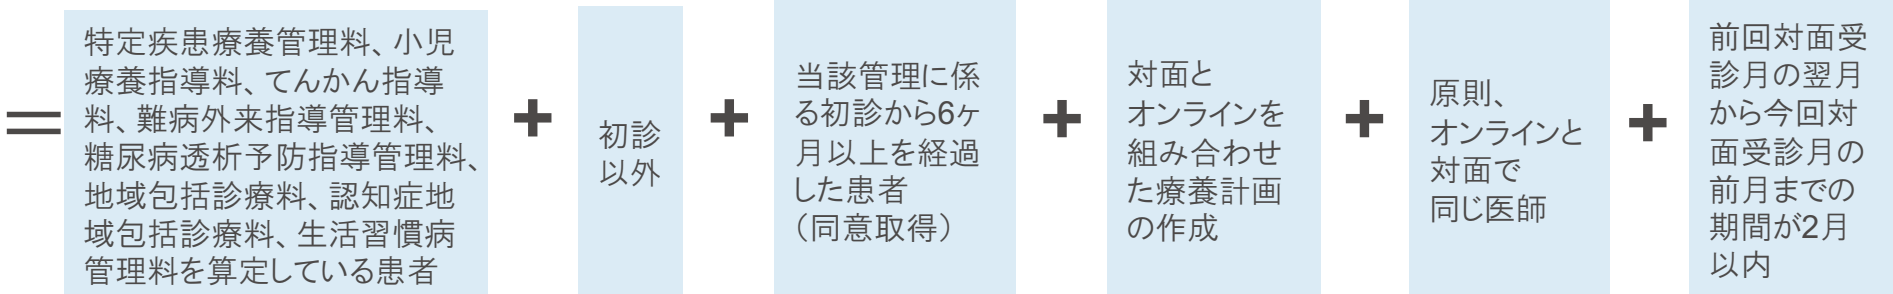 ＝
特定疾患療養管理料、小児
療養指導料、てんかん指導
料、難病外来指導管理料、
糖尿病透析予防指導管理料、
地域包括診療料、認知症地
域包括診療料、生活習慣病
管理料を算定している患者
+
初診
以外
+
当該管理に係
る初診から6ヶ
月以上を経過
した患者
（同意取得）
+
対面と
オンラインを
組み合わせ
た療養計画
の作成
+
原則、
オンラインと
対面で
同じ医師
+
前回対面受
診月の翌月
から今回対
面受診月の
前月までの
期間が2月
以内